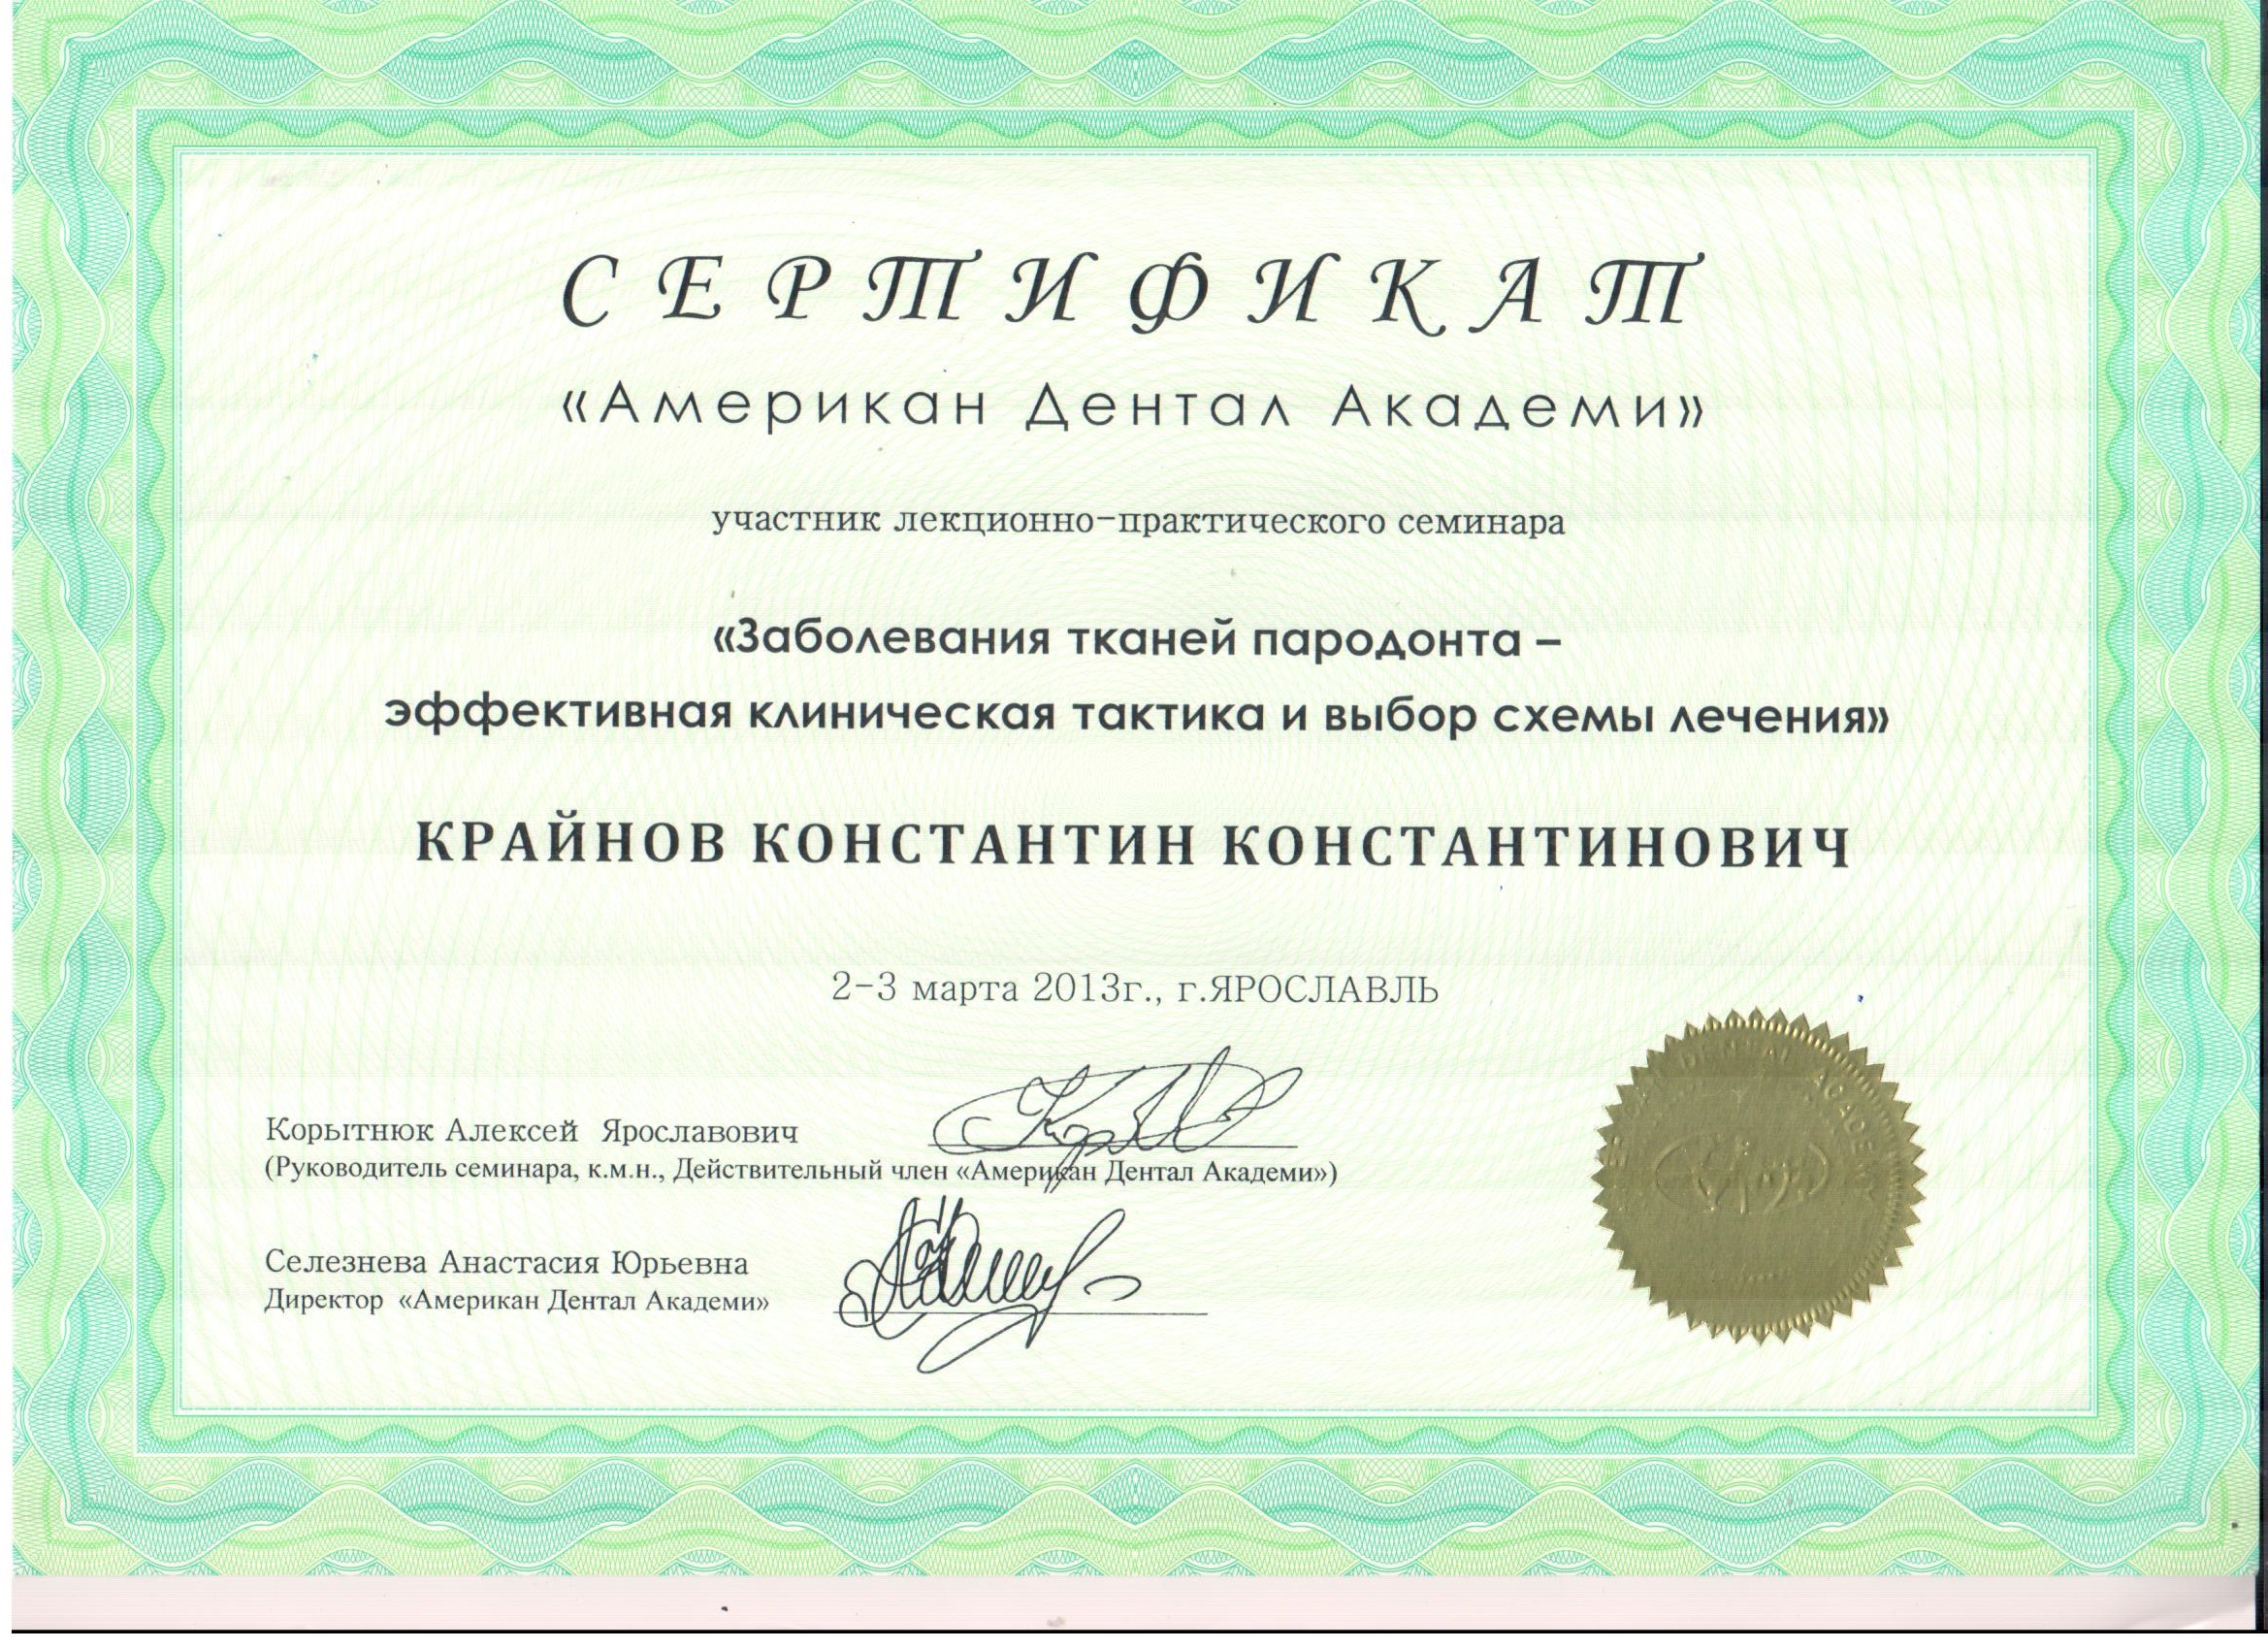 СЕРТИФИКАТ
«Американ Дентал Академи»
участник лекционно-практического семинара
«Заболевания тканей пародонта –
эффективная клиническая тактика и выбор схемы лечения»
КРАЙНОВ КОНСТАНТИН КОНСТАНТИНОВИЧ
2-3 марта 2013г., г.ЯРОСЛАВЛЬ
Корытнюк Алексей Ярославович
(Руководитель семинара, к.м.н., Действительный член «Американ Дентал Академи»)
Селезнева Анастасия Юрьевна
Директор «Американ Дентал Академи»
DENTAL ACADEMY